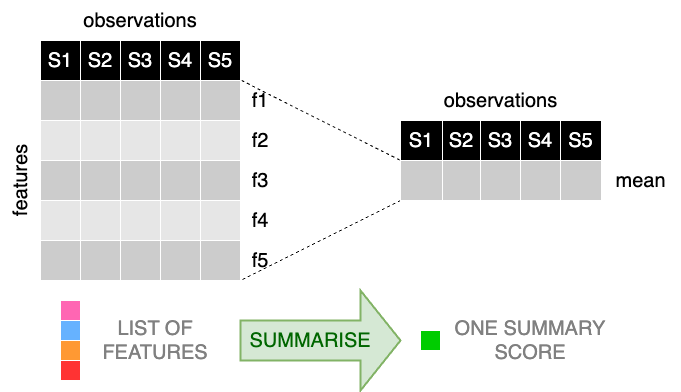 observations
S1 S2 S3 S4 S5
features
f1
f2
f3
f4
f5
observations
S1 S2 S3 S4 S5
mean
LIST OF
FEATURES
SUMMARISE
ONE SUMMARY
SCORE